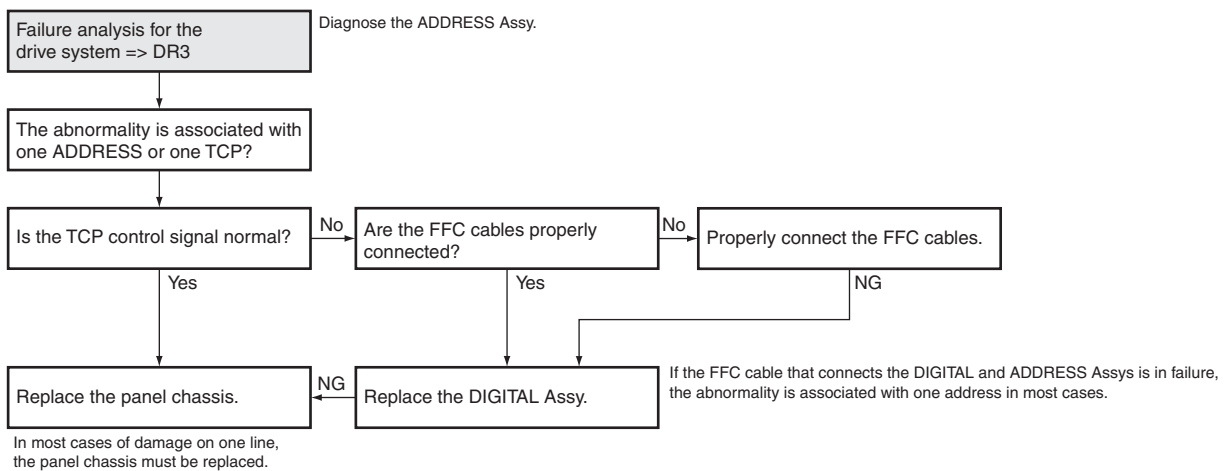 Failure analysis for the
drive system => DR3
Diagnose the ADDRESS Assy.
The abnormality is associated with
one ADDRESS or one TCP?
Is the TCP control signal normal?
No
Are the FFC cables properly
connected?
No
Properly connect the FFC cables.
Yes
Yes
NG
Replace the panel chassis.
NG
Replace the DIGITAL Assy.
If the FFC cable that connects the DIGITAL and ADDRESS Assys is in failure,
the abnormality is associated with one address in most cases.
In most cases of damage on one line,
the panel chassis must be replaced.